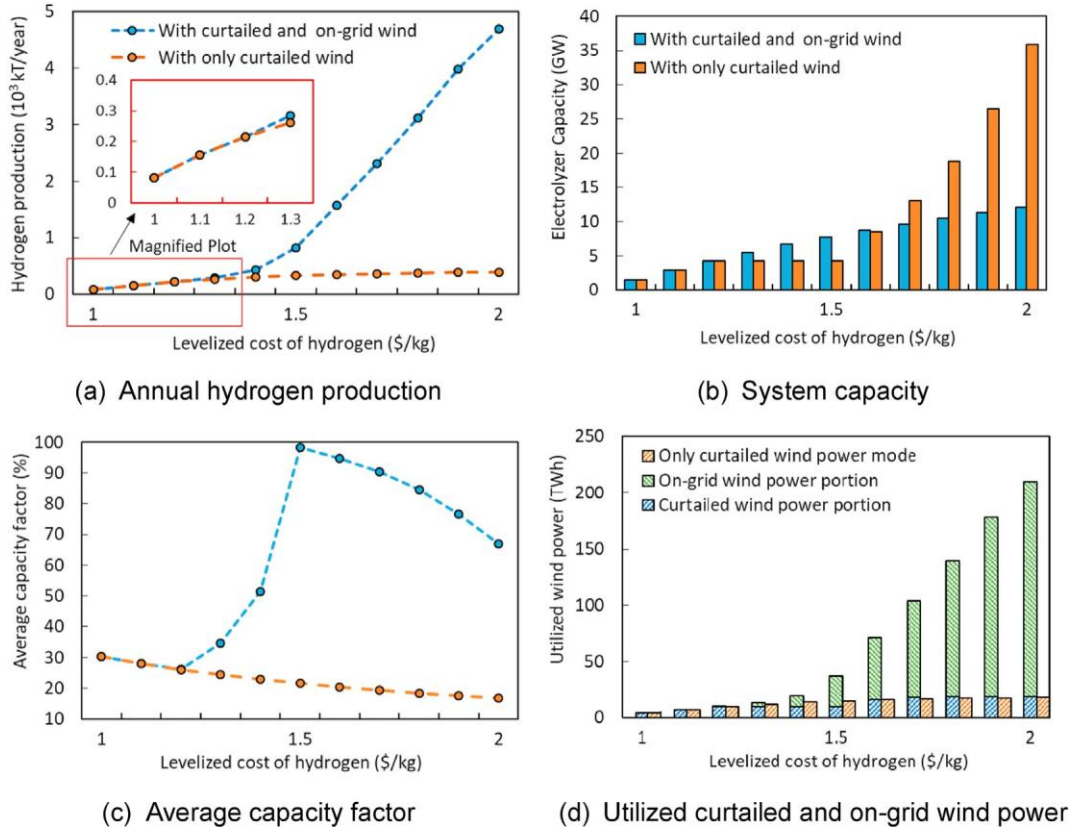 With curtailed and on-grid wind
With only curtailed wind
Hydrogen production (10³ kT/year)
5
4
3
2
1
0
0.4
0.3
0.2
0.1
0
1
1.1
1.2
1.3
Magnified Plot
1
1.5
2
Levelized cost of hydrogen ($/kg)
(a) Annual hydrogen production
With curtailed and on-grid wind
With only curtailed wind
Electrolyzer Capacity (GW)
40
35
30
25
20
15
10
5
0
1
1.5
2
Levelized cost of hydrogen ($/kg)
(b) System capacity
Average capacity factor (%)
100
90
80
70
60
50
40
30
20
10
1
1.5
2
Levelized cost of hydrogen ($/kg)
(c) Average capacity factor
Only curtailed wind power mode
On-grid wind power portion
Curtailed wind power portion
Utilized wind power (TWh)
250
200
150
100
50
0
1
1.5
2
Levelized cost of hydrogen ($/kg)
(d) Utilized curtailed and on-grid wind power